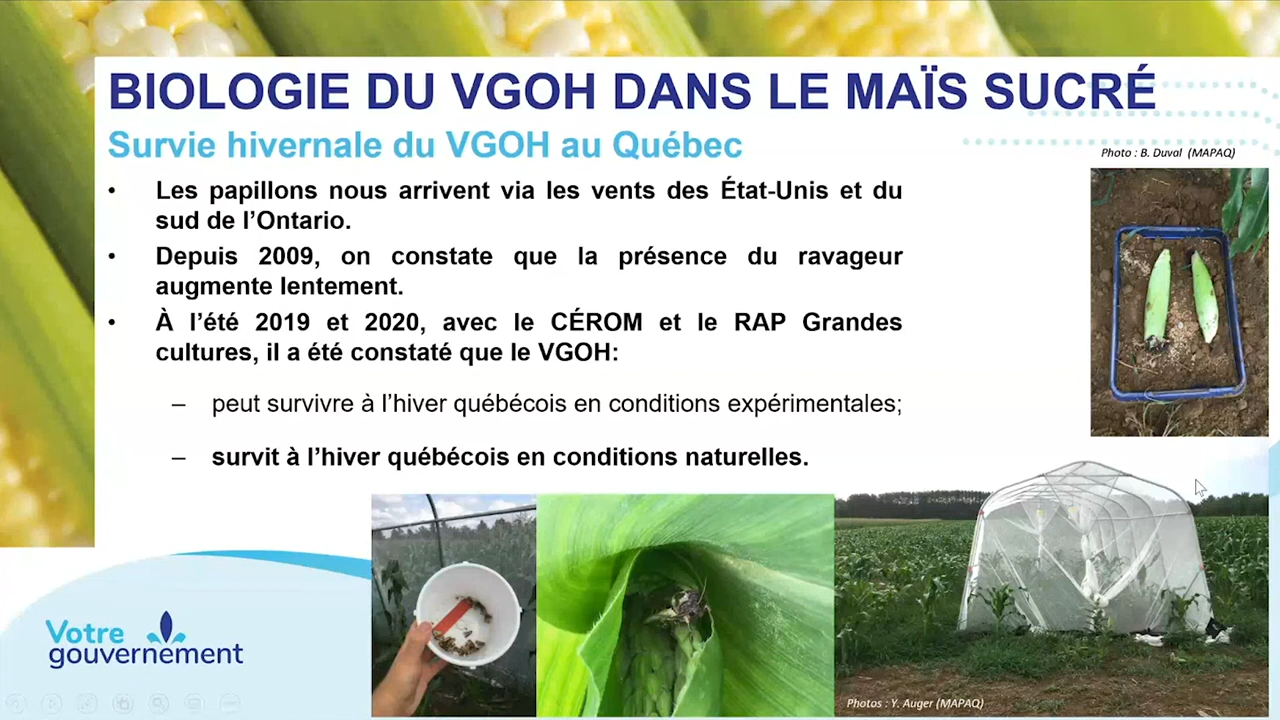 BIOLOGIE DU VGOH DANS LE MAÏS SUCRÉ
Survie hivernale du VGOH au Québec
Photo : B. Duval (MAPAQ)
• Les papillons nous arrivent via les vents des État-Unis et du
sud de l’Ontario.
• Depuis 2009, on constate que la présence du ravageur
augmente lentement.
• À l’été 2019 et 2020, avec le CÉROM et le RAP Grandes
cultures, il a été constaté que le VGOH:
– peut survivre à l’hiver québécois en conditions expérimentales;
– survit à l’hiver québécois en conditions naturelles.
Votre
gouvernement
Photos : Y. Auger (MAPAQ)